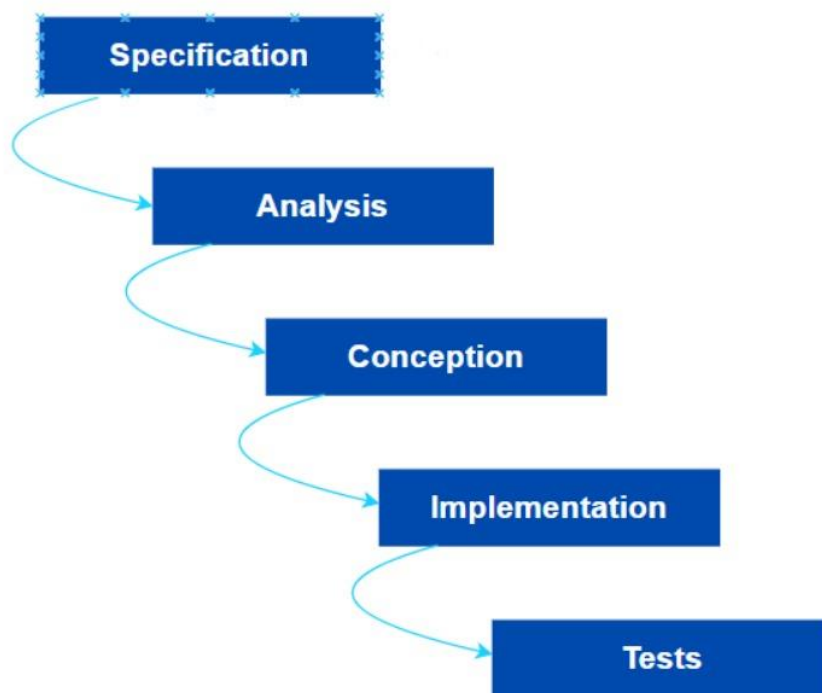 Specification
Analysis
Conception
Implementation
Tests